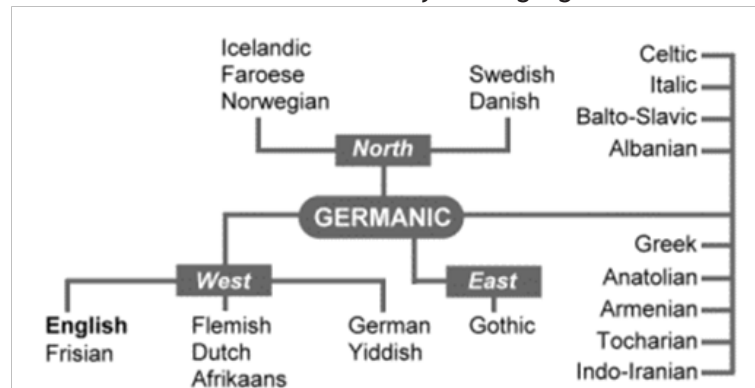 Icelandic
Faroese
Norwegian
Swedish
Danish
North
GERMANIC
West
East
English
Frisian
Flemish
Dutch
Afrikaans
German
Yiddish
Gothic
Celtic
Italic
Balto-Slavic
Albanian
Greek
Anatolian
Armenian
Tocharian
Indo-Iranian